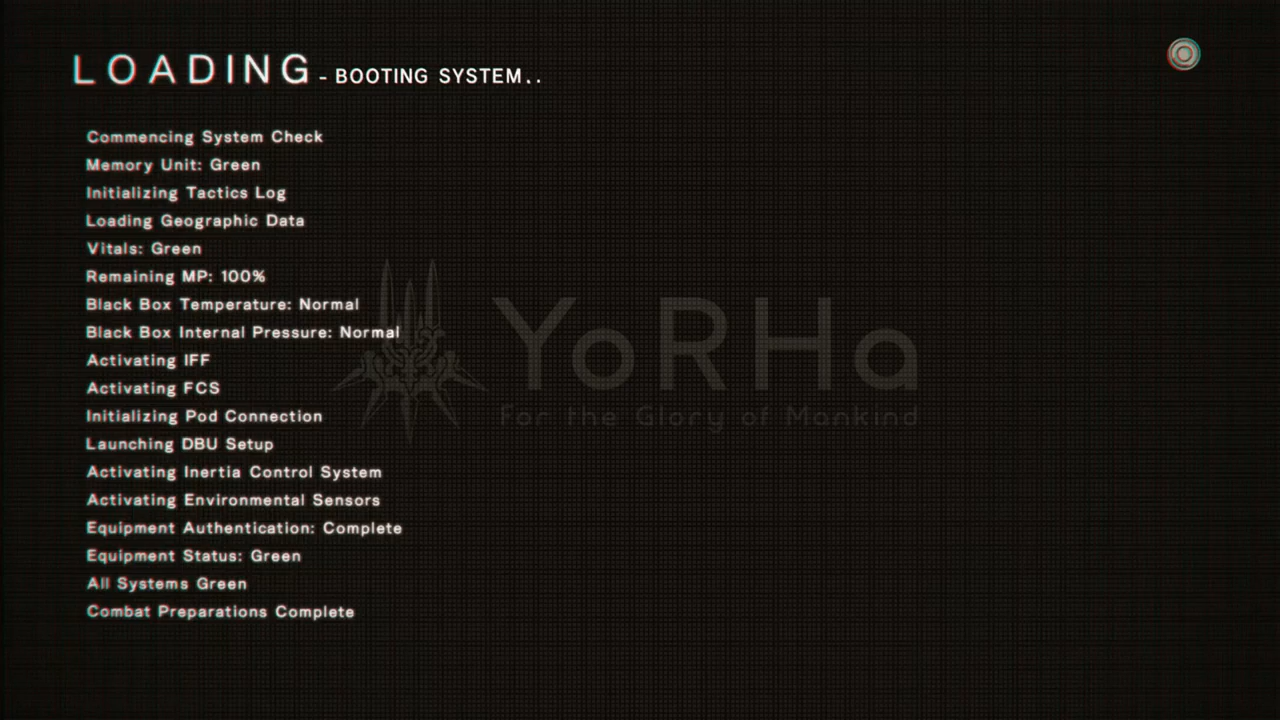 LOADING - BOOTING SYSTEM..
Commencing System Check
Memory Unit: Green
Initializing Tactics Log
Loading Geographic Data
Vitals: Green
Remaining MP: 100%
Black Box Temperature: Normal
Black Box Internal Pressure: Normal
Activating IFF
Activating FCS
Initializing Pod Connection
Launching DBU Setup
Activating Inertia Control System
Activating Environmental Sensors
Equipment Authentication: Complete
Equipment Status: Green
All Systems Green
Combat Preparations Complete
YoRHa
For the Glory of Mankind